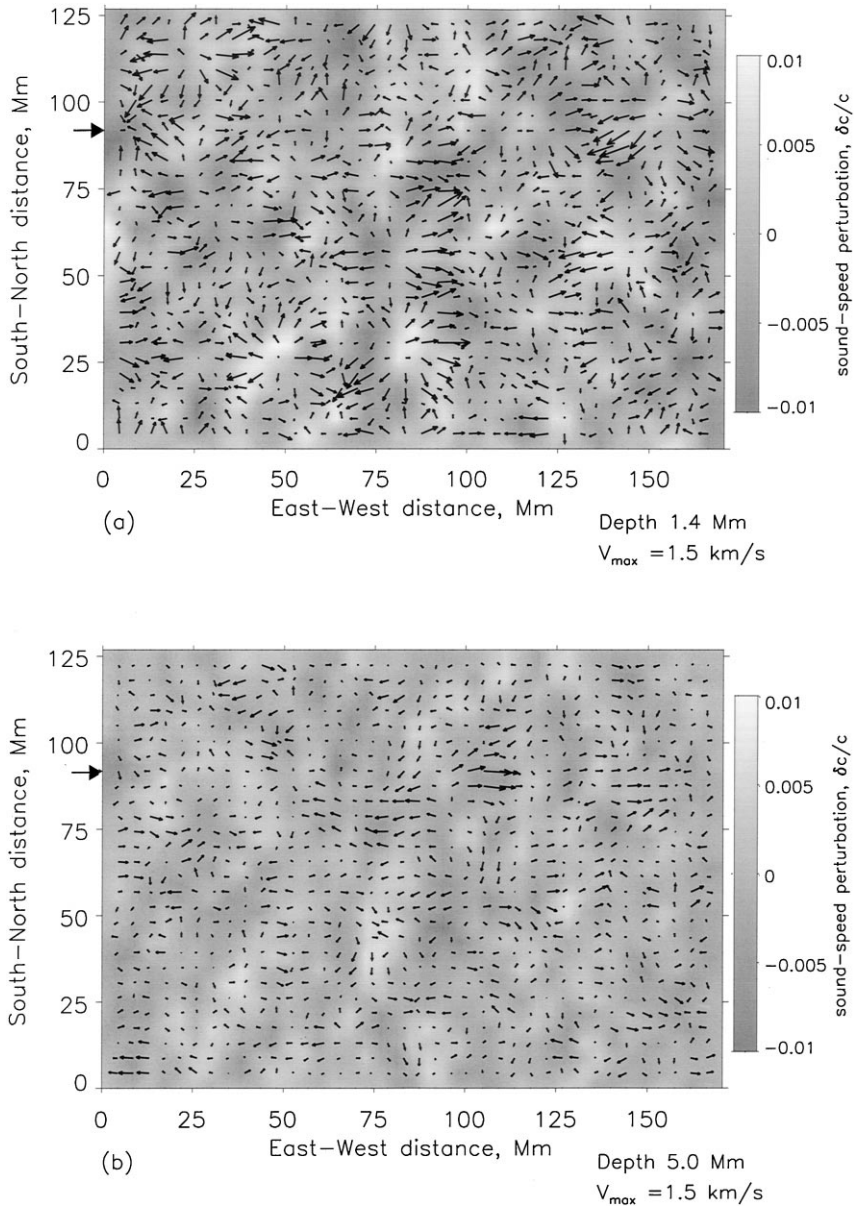 125
100
75
50
25
0
South–North distance, Mm
0 25 50 75 100 125 150
East–West distance, Mm
0.01
0.005
0
−0.005
−0.01
sound–speed perturbation, δc/c
(a)
Depth 1.4 Mm
Vmax =1.5 km/s
125
100
75
50
25
0
South–North distance, Mm
0 25 50 75 100 125 150
East–West distance, Mm
0.01
0.005
0
−0.005
−0.01
sound–speed perturbation, δc/c
(b)
Depth 5.0 Mm
Vmax =1.5 km/s